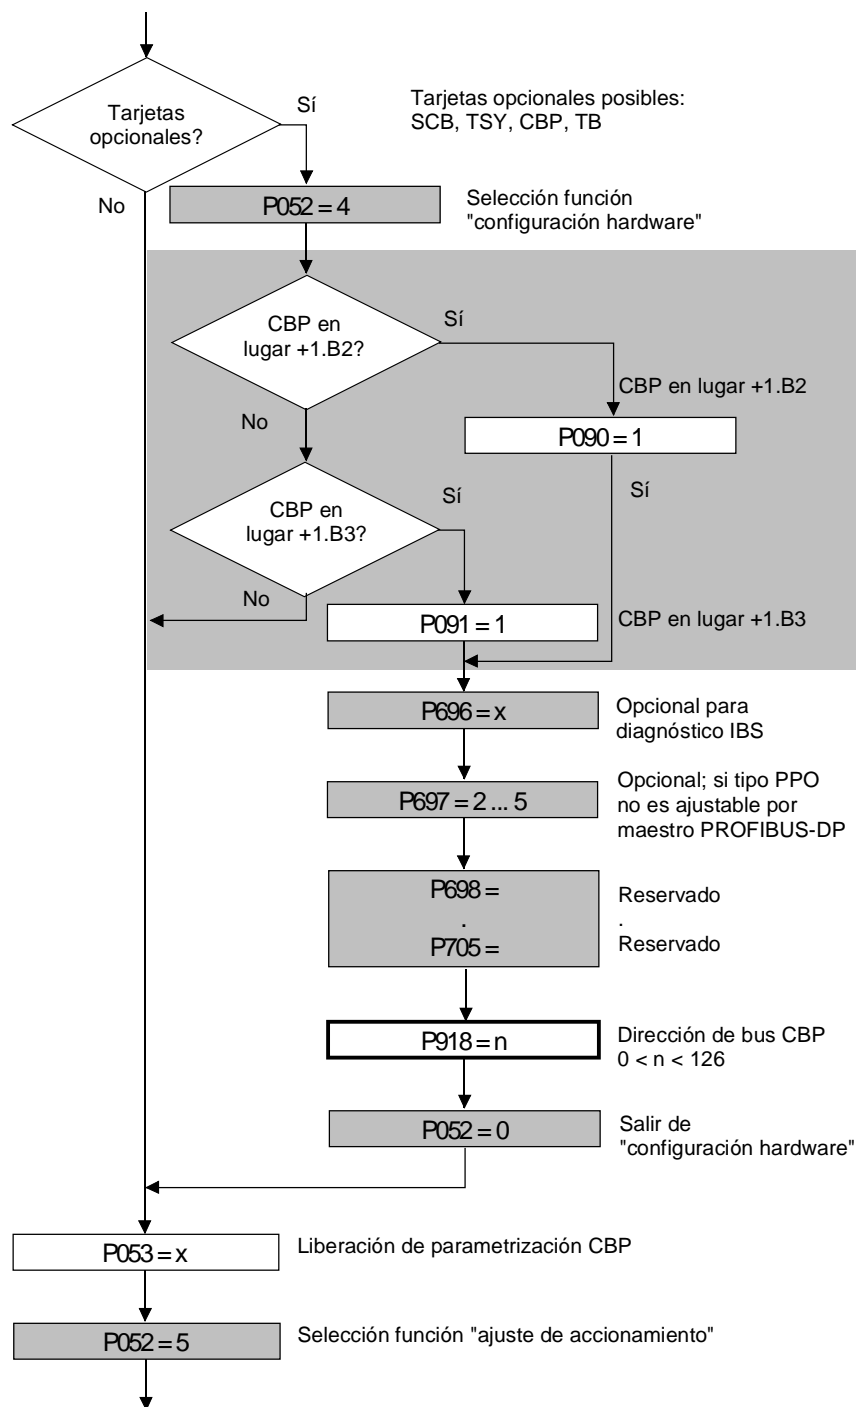 Tarjetas
opcionales?
Sí
Tarjetas opcionales posibles:
SCB, TSY, CBP, TB
No
P052 = 4
Selección función
"configuración hardware"
CBP en
lugar +1.B2?
Sí
CBP en lugar +1.B2
No
P090 = 1
CBP en
lugar +1.B3?
Sí
Sí
No
P091 = 1
CBP en lugar +1.B3
P696 = x
Opcional para
diagnóstico IBS
P697 = 2 ... 5
Opcional; si tipo PPO
no es ajustable por
maestro PROFIBUS-DP
P698 =
Reservado
.
.
P705 =
Reservado
P918 = n
Dirección de bus CBP
0 < n < 126
P052 = 0
Salir de
"configuración hardware"
P053 = x
Liberación de parametrización CBP
P052 = 5
Selección función "ajuste de accionamiento"